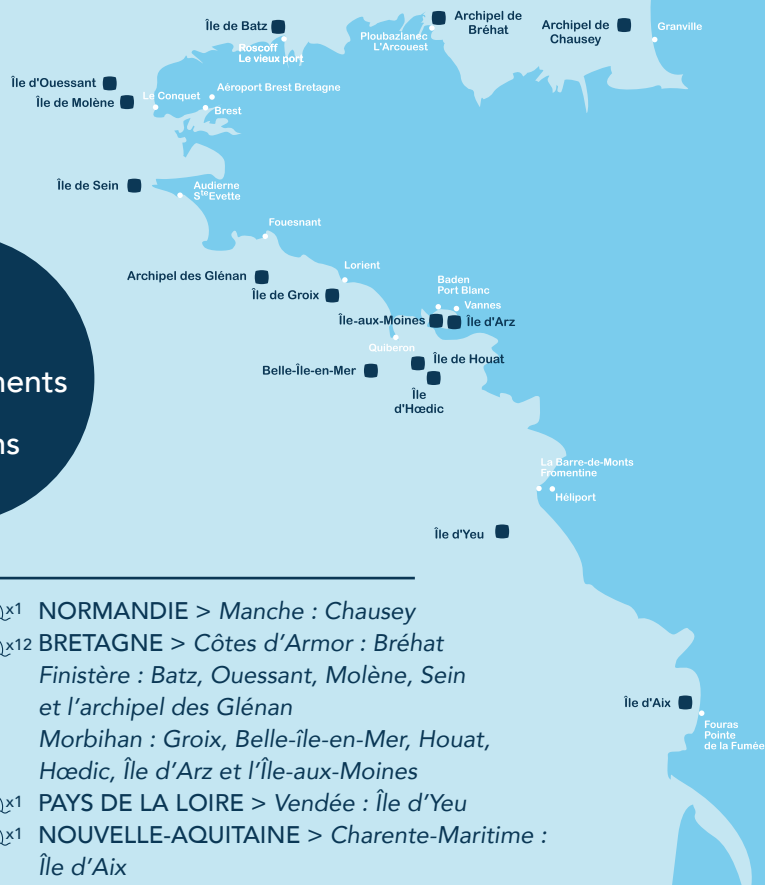 Île de Batz
Roscoff
Le vieux port
Ploubazlanec
L'Arcouest
Archipel de
Bréhat
Archipel de
Chausey
Granville
Île d'Ouessant
Île de Molène
Le Conquet
Aéroport Brest Bretagne
Brest
Île de Sein
Audierne
SteEvette
Fouesnant
Archipel des Glénan
Lorient
Île de Groix
Baden
Port Blanc
Vannes
Île-aux-Moines
Île d'Arz
Quiberon
Île de Houat
Belle-Île-en-Mer
Île
d'Hœdic
La Barre-de-Monts
Fromentine
Héliport
Île d'Yeu
x1 NORMANDIE > Manche : Chausey
x12 BRETAGNE > Côtes d'Armor : Bréhat
Finistère : Batz, Ouessant, Molène, Sein
et l'archipel des Glénan
Morbihan : Groix, Belle-île-en-Mer, Houat,
Hœdic, Île d'Arz et l'Île-aux-Moines
x1 PAYS DE LA LOIRE > Vendée : Île d'Yeu
x1 NOUVELLE-AQUITAINE > Charente-Maritime :
Île d'Aix
Île d'Aix
Fouras
Pointe
de la Fumée